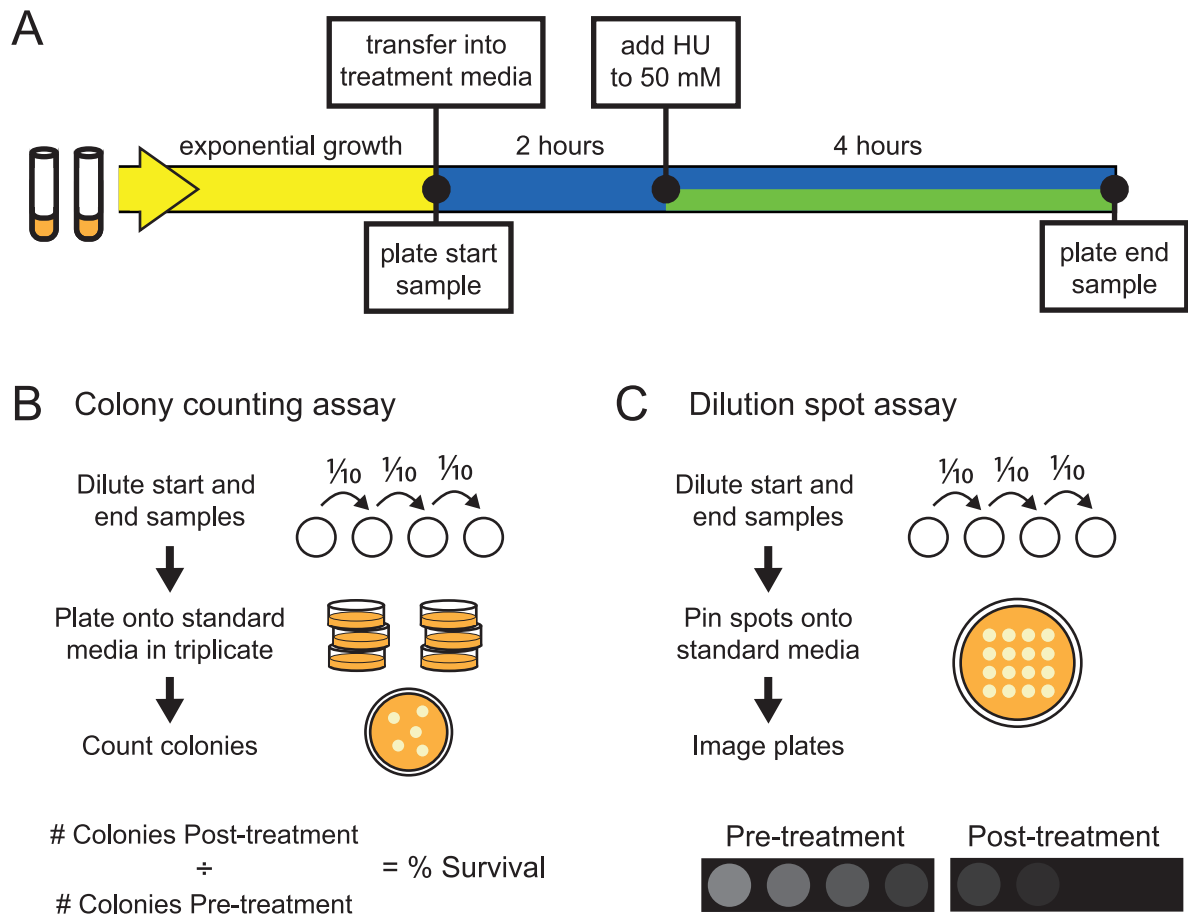 A
transfer into
treatment media
add HU
to 50 mM
exponential growth
2 hours
4 hours
plate start
sample
plate end
sample
B Colony counting assay
Dilute start and
end samples
1/10 1/10 1/10
Plate onto standard
media in triplicate
Count colonies
# Colonies Post-treatment
÷
# Colonies Pre-treatment
= % Survival
C Dilution spot assay
Dilute start and
end samples
1/10 1/10 1/10
Pin spots onto
standard media
Image plates
Pre-treatment
Post-treatment